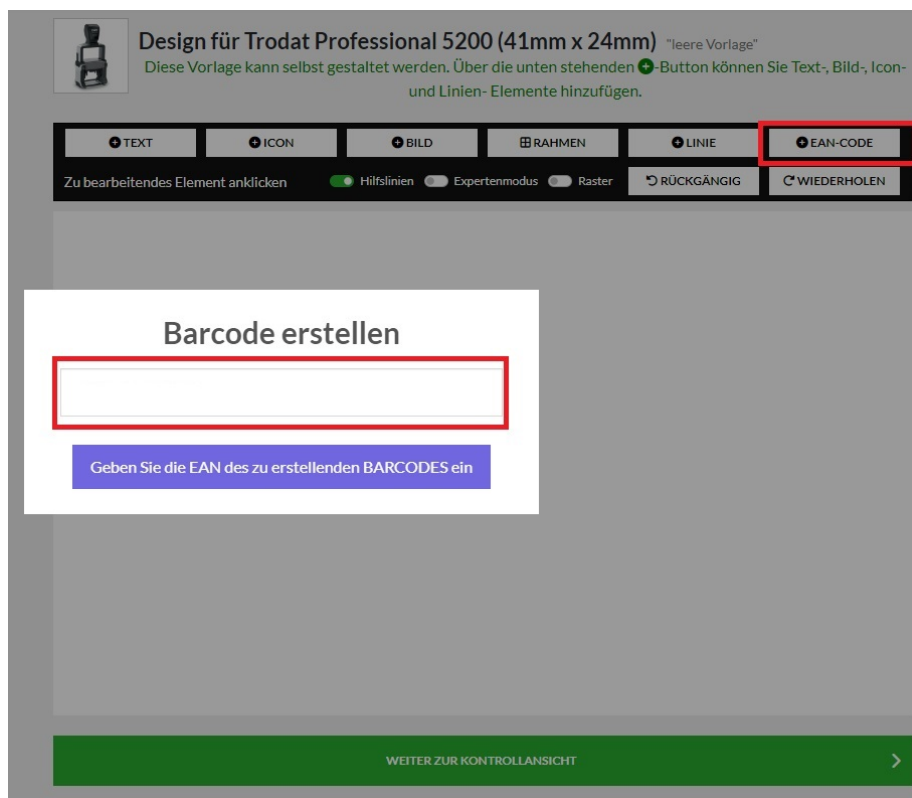 Design für Trodat Professional 5200 (41mm x 24mm) "leere Vorlage"
Diese Vorlage kann selbst gestaltet werden. Über die unten stehenden -Button können Sie Text-, Bild-, Icon-
und Linien- Elemente hinzufügen.
TEXT ICON BILD RAHMEN LINIE EAN-CODE
Zu bearbeitendes Element anklicken Hilfslinien Expertenmodus Raster RÜCKGÄNGIG WIEDERHOLEN
Barcode erstellen
Geben Sie die EAN des zu erstellenden BARCODES ein
WEITER ZUR KONTROLLANSICHT